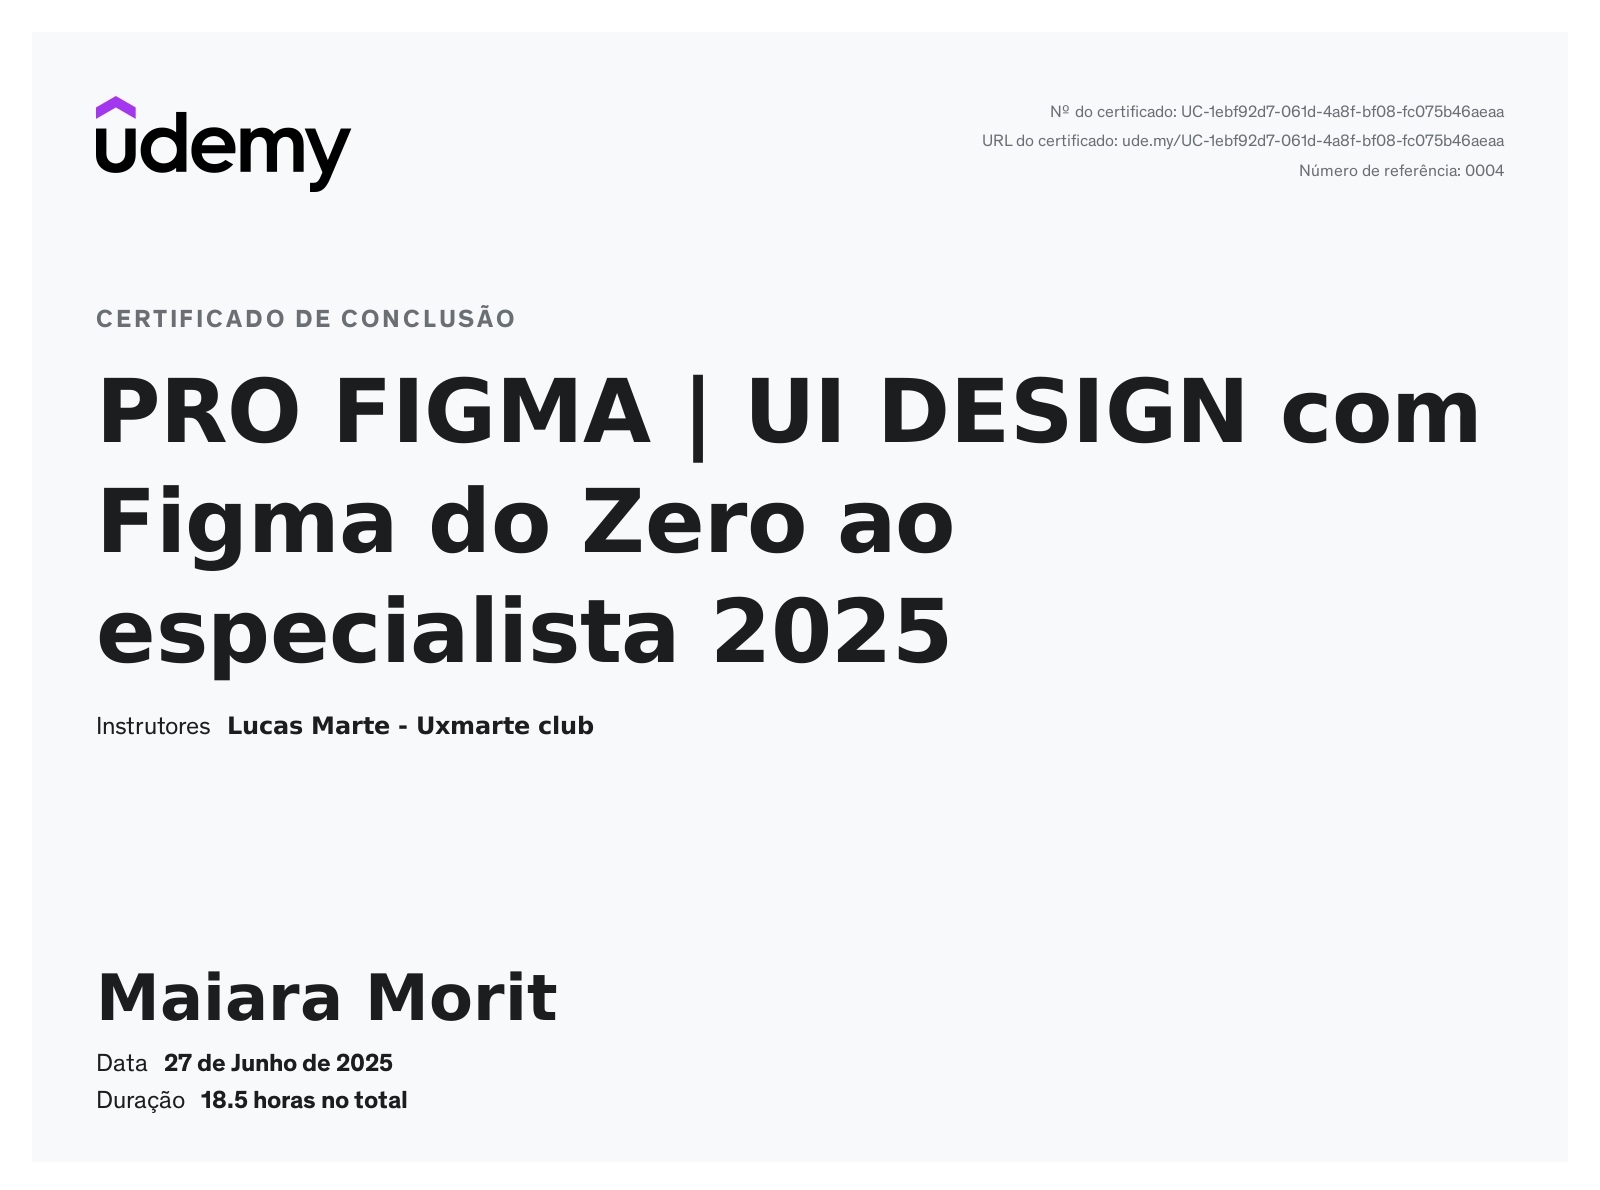 udemy
Nº do certificado: UC-1ebf92d7-061d-4a8f-bf08-fc075b46aeaa
URL do certificado: ude.my/UC-1ebf92d7-061d-4a8f-bf08-fc075b46aeaa
Número de referência: 0004
CERTIFICADO DE CONCLUSÃO
PRO FIGMA | UI DESIGN com
Figma do Zero ao
especialista 2025
Instrutores Lucas Marte - Uxmarte club
Maiara Morit
Data 27 de Junho de 2025
Duração 18.5 horas no total